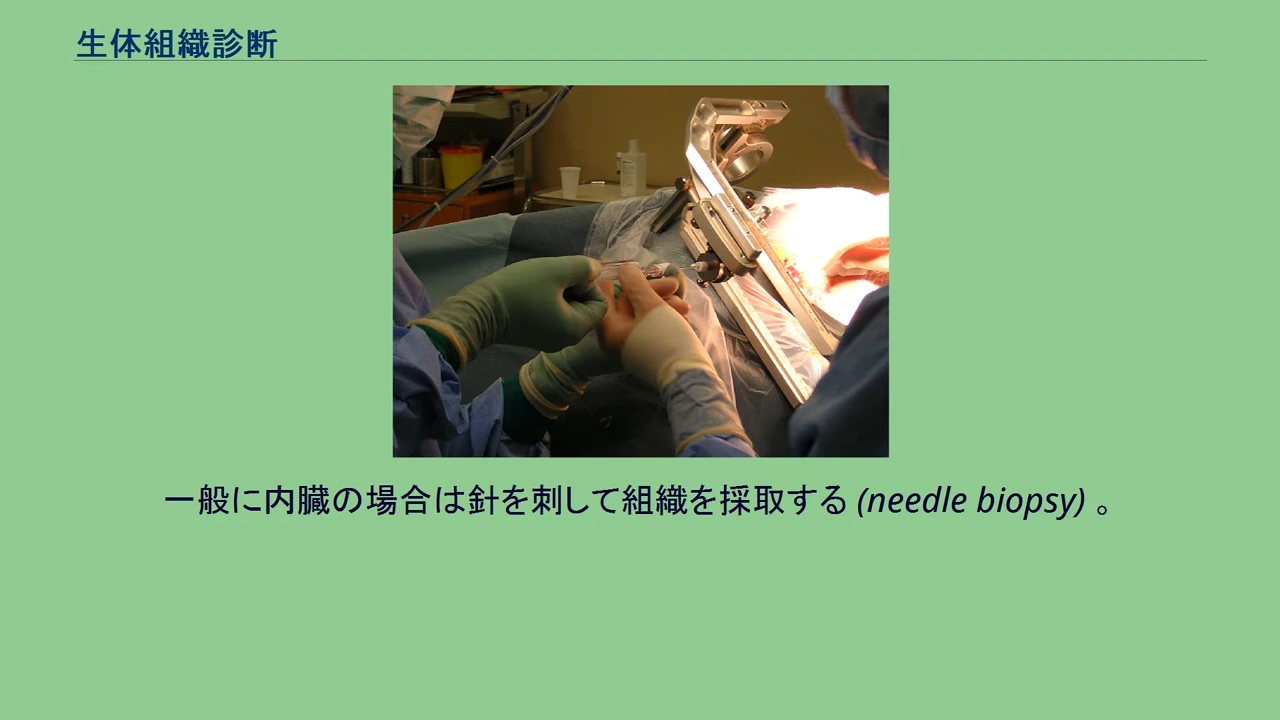 生体組織診断
一般に内臓の場合は針を刺して組織を採取する (needle biopsy) 。